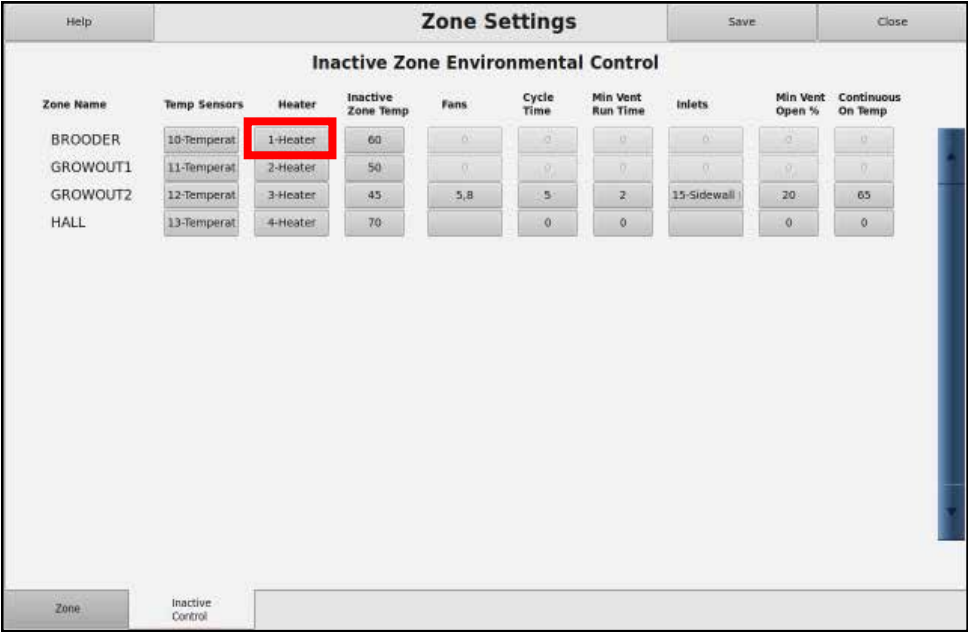 Help Zone Settings Save Close
Inactive Zone Environmental Control
Zone Name Temp Sensors Heater Inactive Zone Temp Fans Cycle Time Min Vent Run Time Inlets Min Vent Open % Continuous On Temp
BROODER 10-Temperat 1-Heater 60 0 0 0 0 0 0
GROWOUT1 11-Temperat 2-Heater 50 0 0 0 0 0 0
GROWOUT2 12-Temperat 3-Heater 45 5,8 5 2 15-Sidewall 20 65
HALL 13-Temperat 4-Heater 70 0 0 0 0
Zone Inactive Control